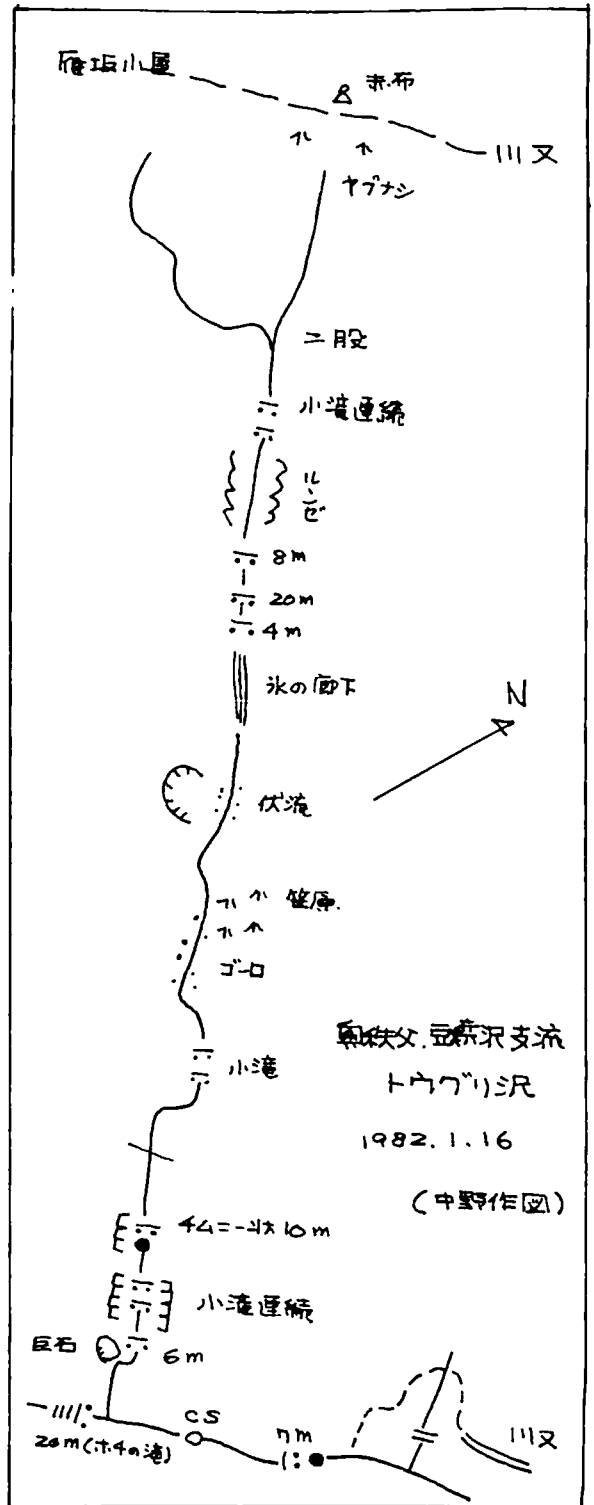 雁坂小屋
赤布
川又
ヤブナシ
二股
小滝連続
ルンゼ
8m
20m
4m
氷の廊下
N
伏流
笹原
ゴーロ
小滝
奥秩父.豆焼沢支流
トウグリ沢
1982.1.16
(中野作図)
チムニー状10m
小滝連続
巨石
6m
CS
7m
川又
20m(ホチの滝)